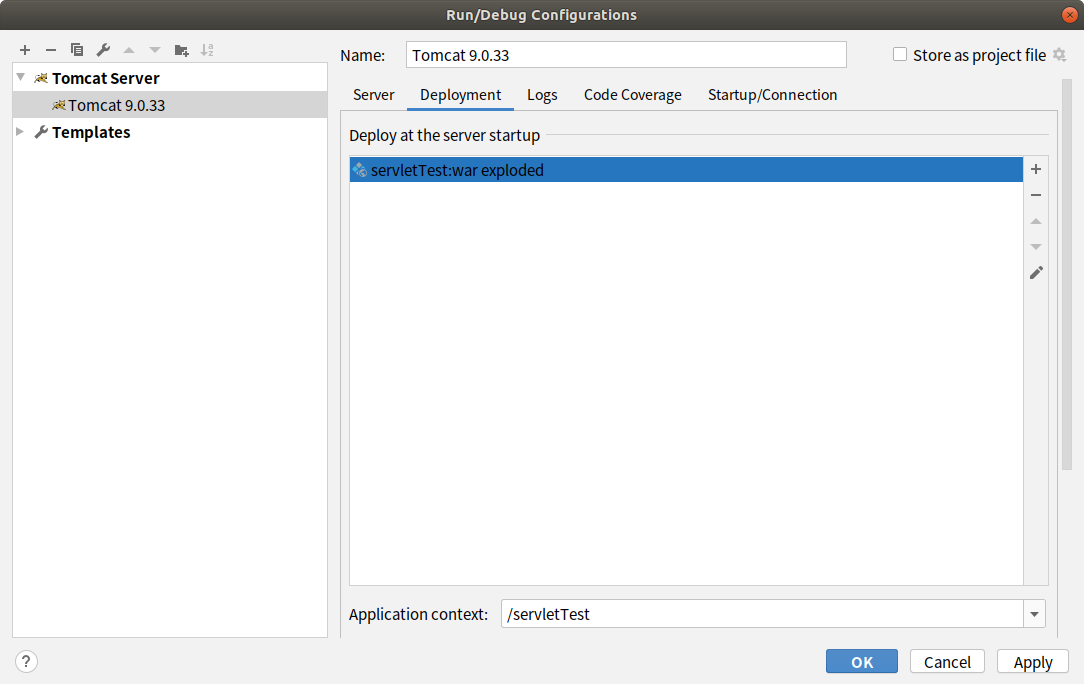 Run/Debug Configurations
Name: Tomcat 9.0.33
Store as project file
Tomcat Server
Tomcat 9.0.33
Templates
Server Deployment Logs Code Coverage Startup/Connection
Deploy at the server startup
servletTest:war exploded
Application context: /servletTest
?
OK Cancel Apply